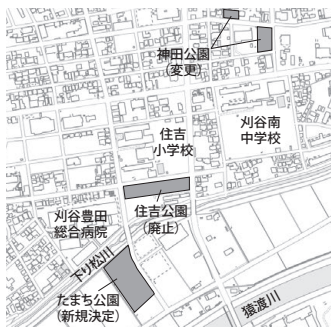 神田公園
（変更）
住吉
小学校
刈谷南
中学校
住吉公園
（廃止）
刈谷豊田
総合病院
下り松川
たまち公園
（新規決定）
猿渡川